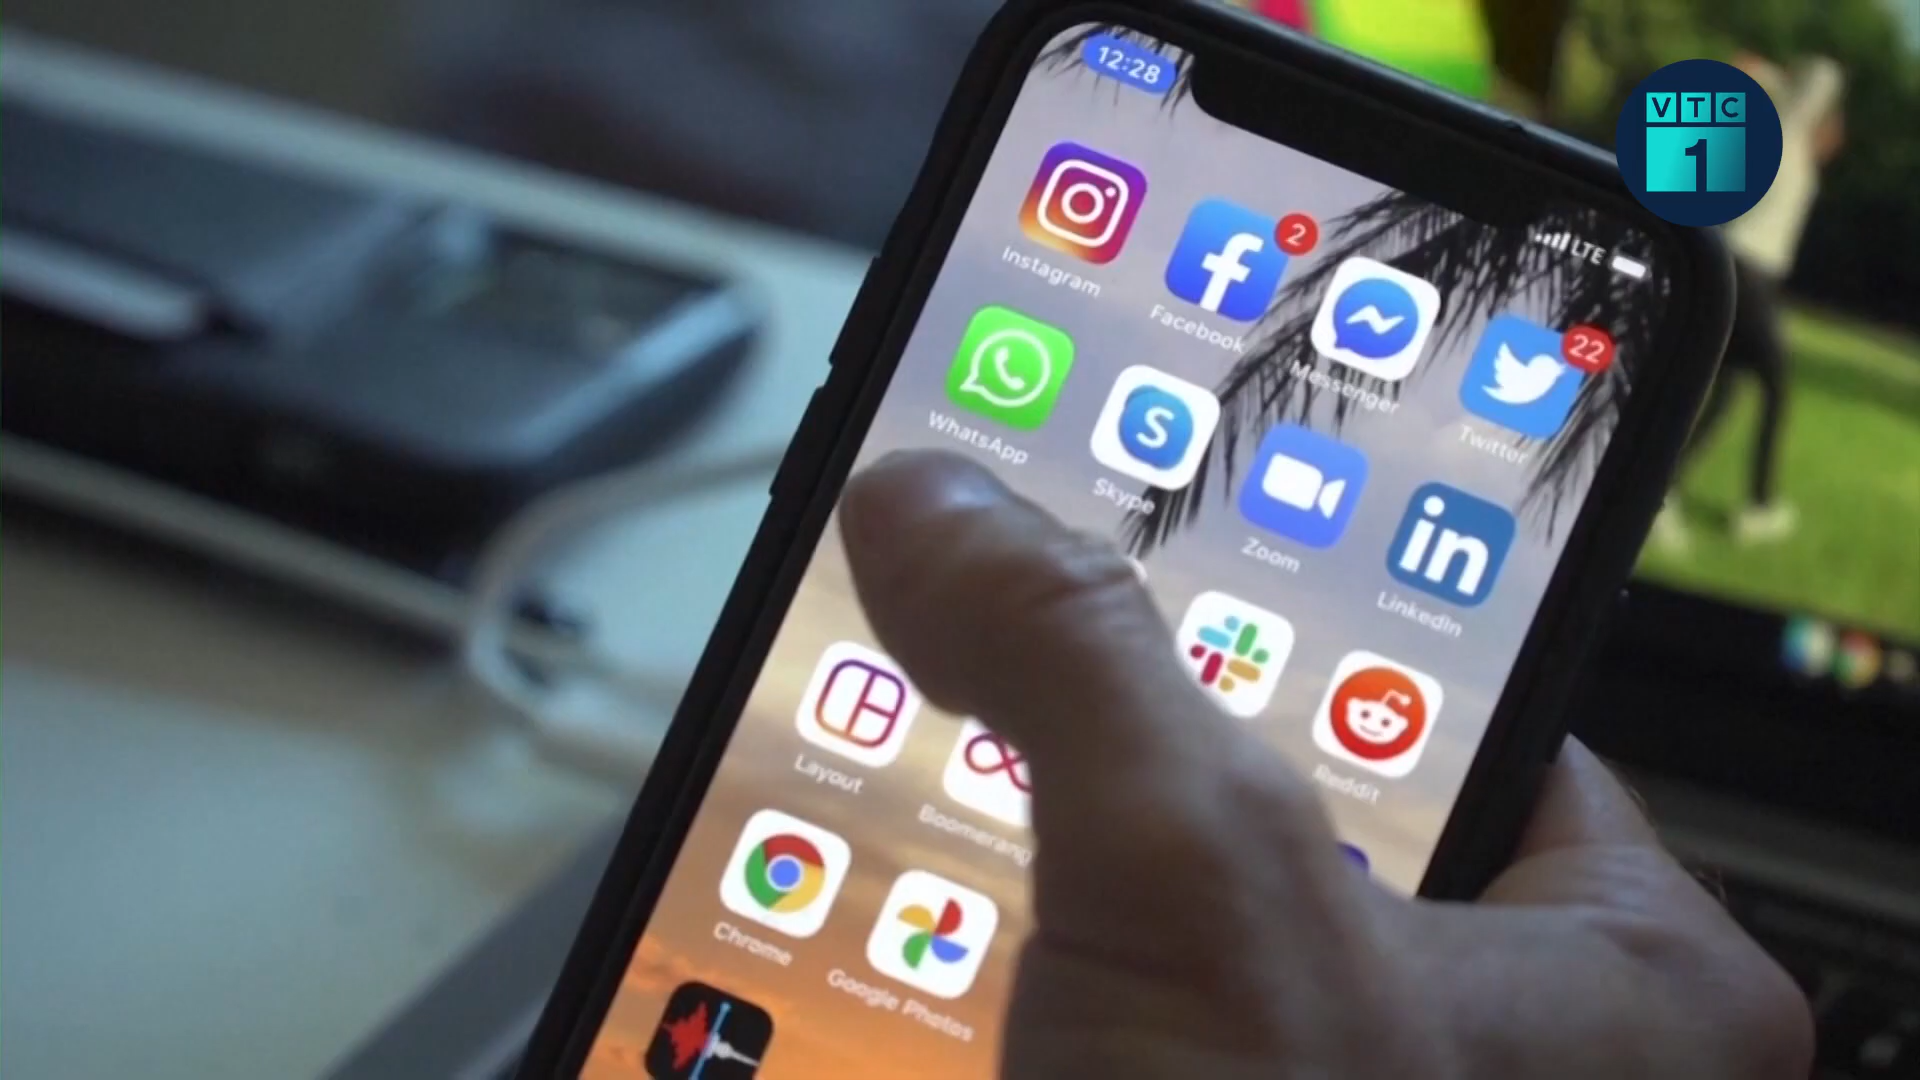 12:28
VTC
1
LTE
Instagram
2
Facebook
Messenger
22
Twitter
WhatsApp
S
Skype
Zoom
in
LinkedIn
Reddit
Layout
Boomerang
Chrome
Google Photos